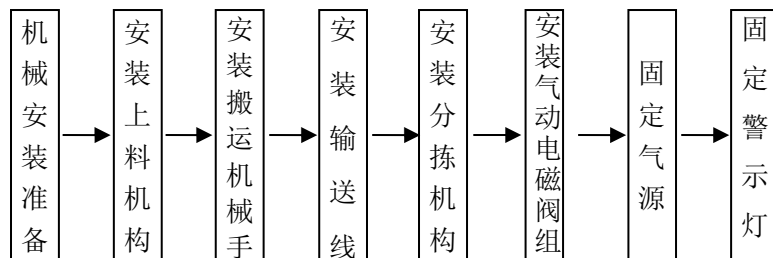 机械安装准备
安装上料机构
安装搬运机械手
安装输送线
安装分拣机构
安装气动电磁阀组
固定气源
固定警示灯